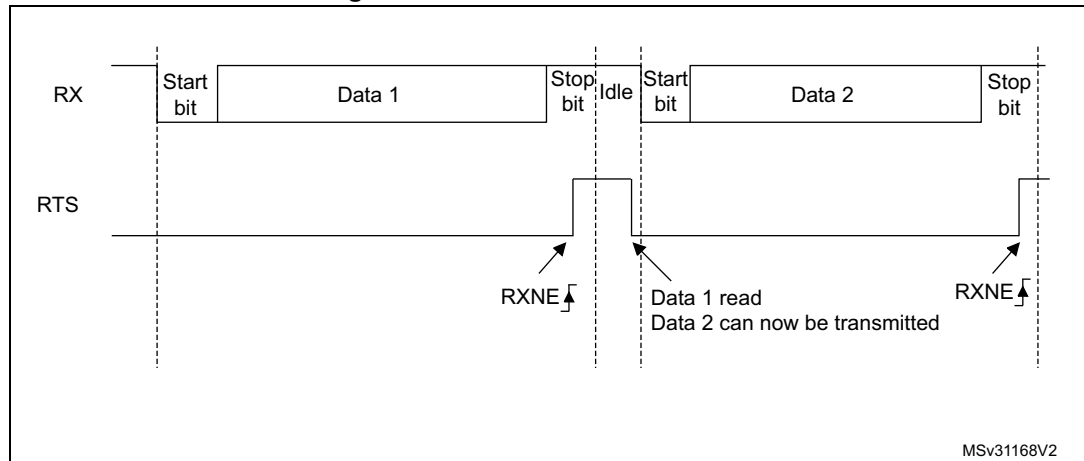 RX
Start
bit
Data 1
Stop
bit
Idle
Start
bit
Data 2
Stop
bit
RTS
RXNE
Data 1 read
Data 2 can now be transmitted
RXNE
MSv31168V2